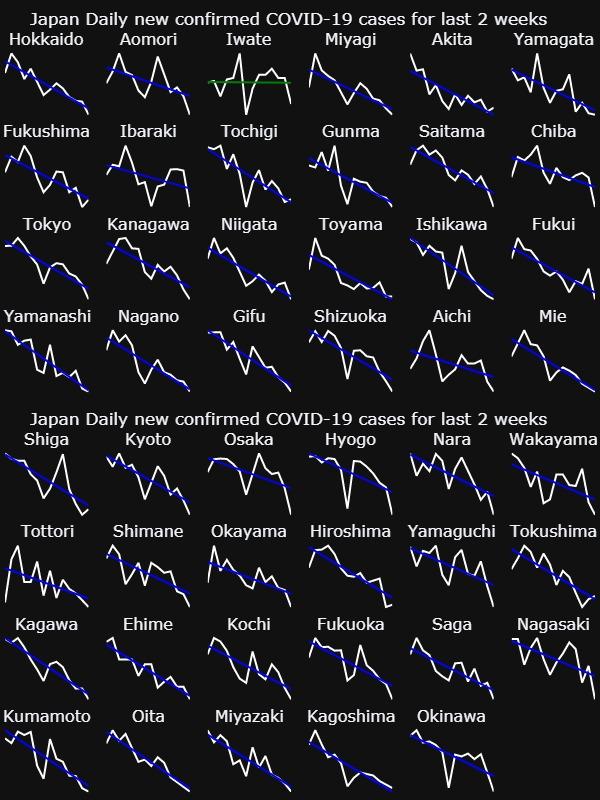 Japan Daily new confirmed COVID-19 cases for last 2 weeks
Hokkaido Aomori Iwate Miyagi Akita Yamagata
Fukushima Ibaraki Tochigi Gunma Saitama Chiba
Tokyo Kanagawa Niigata Toyama Ishikawa Fukui
Yamanashi Nagano Gifu Shizuoka Aichi Mie
Japan Daily new confirmed COVID-19 cases for last 2 weeks
Shiga Kyoto Osaka Hyogo Nara Wakayama
Tottori Shimane Okayama Hiroshima Yamaguchi Tokushima
Kagawa Ehime Kochi Fukuoka Saga Nagasaki
Kumamoto Oita Miyazaki Kagoshima Okinawa